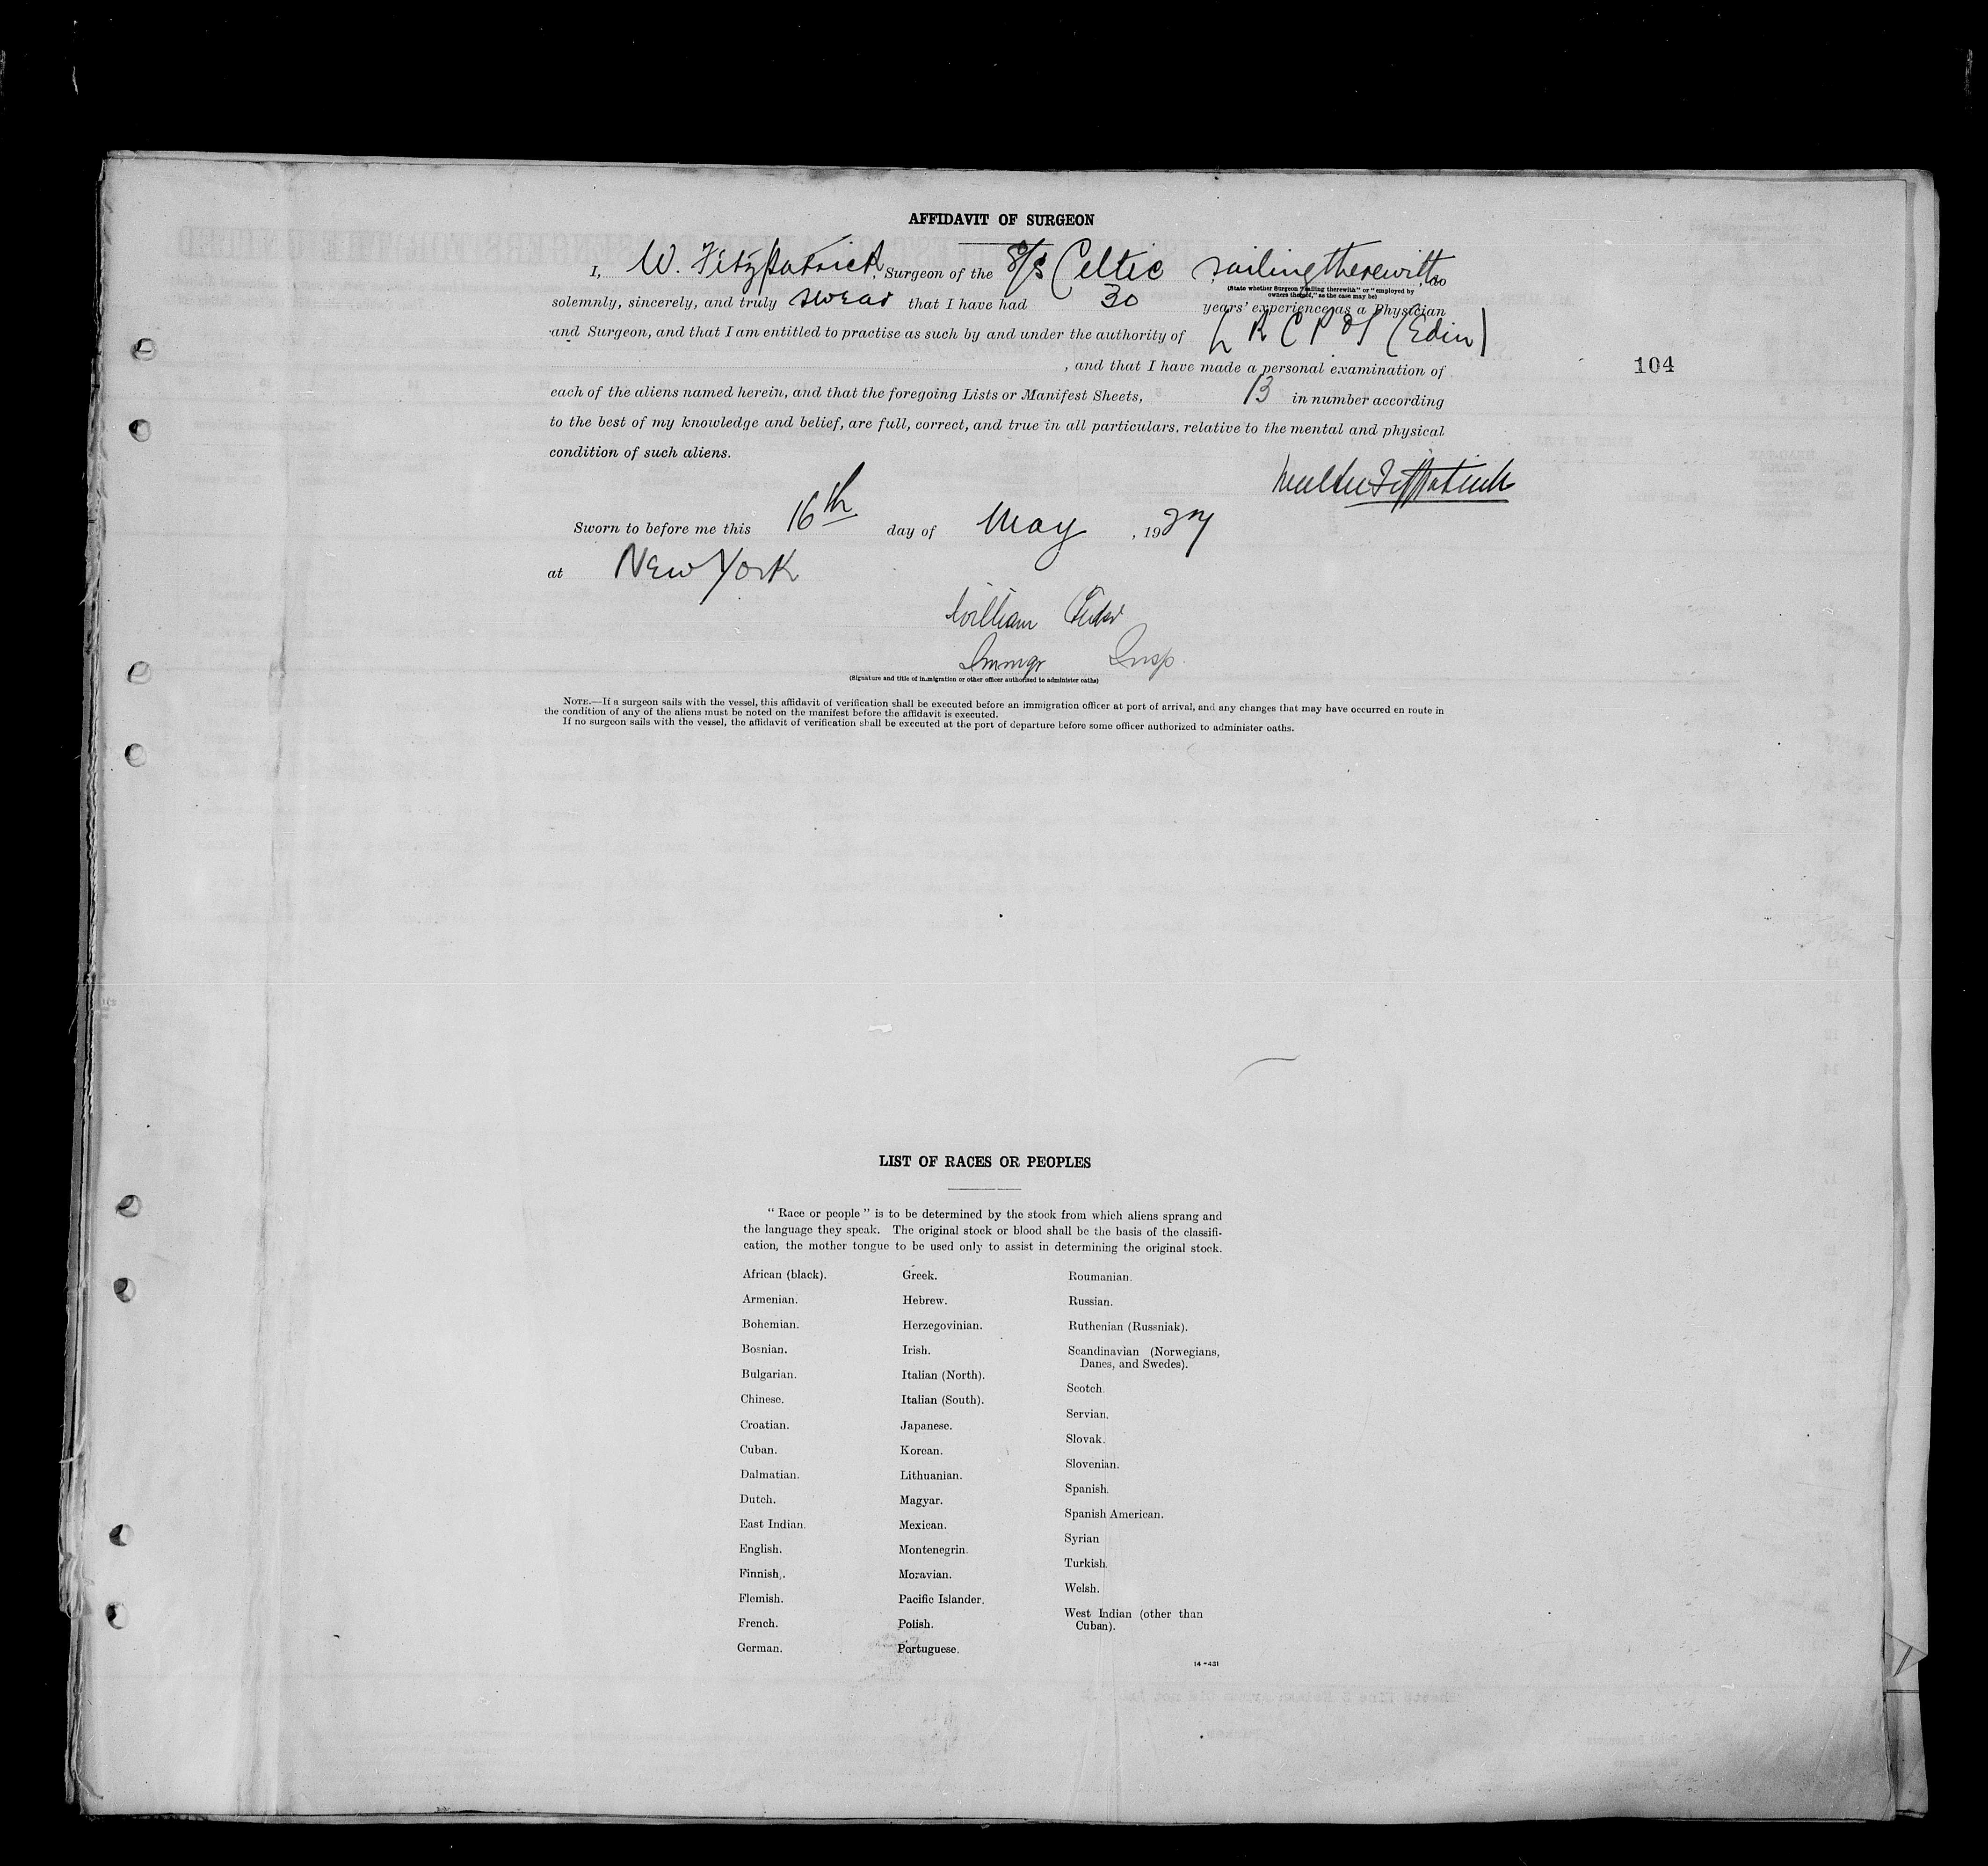 AFFIDAVIT OF SURGEON
I, W. Fitzpatrick, Surgeon of the S/S Celtic, sailing therewith, do
(State whether Surgeon "sailing therewith" or "employed by
owners thereof," as the case may be)
solemnly, sincerely, and truly swear that I have had 30 years' experience as a Physician
and Surgeon, and that I am entitled to practise as such by and under the authority of L R C P & S (Edin)
, and that I have made a personal examination of
104
each of the aliens named herein, and that the foregoing Lists or Manifest Sheets, 13 in number according
to the best of my knowledge and belief, are full, correct, and true in all particulars, relative to the mental and physical
condition of such aliens.
Walter Fitzpatrick
Sworn to before me this 16th day of May, 1927
at New York
William
Immgr Insp.
(Signature and title of immigration or other officer authorized to administer oaths)
NOTE.—If a surgeon sails with the vessel, this affidavit of verification shall be executed before an immigration officer at port of arrival, and any changes that may have occurred en route in
the condition of any of the aliens must be noted on the manifest before the affidavit is executed.
If no surgeon sails with the vessel, the affidavit of verification shall be executed at the port of departure before some officer authorized to administer oaths.
LIST OF RACES OR PEOPLES
"Race or people" is to be determined by the stock from which aliens sprang and
the language they speak. The original stock or blood shall be the basis of the classifi-
cation, the mother tongue to be used only to assist in determining the original stock.
African (black).
Armenian.
Bohemian.
Bosnian.
Bulgarian.
Chinese.
Croatian.
Cuban.
Dalmatian.
Dutch.
East Indian.
English.
Finnish.
Flemish.
French.
German.
Greek.
Hebrew.
Herzegovinian.
Irish.
Italian (North).
Italian (South).
Japanese.
Korean.
Lithuanian.
Magyar.
Mexican.
Montenegrin.
Moravian.
Pacific Islander.
Polish.
Portuguese.
Roumanian.
Russian.
Ruthenian (Russniak).
Scandinavian (Norwegians,
Danes, and Swedes).
Scotch.
Servian.
Slovak.
Slovenian.
Spanish.
Spanish American.
Syrian
Turkish.
Welsh.
West Indian (other than
Cuban).
14-431